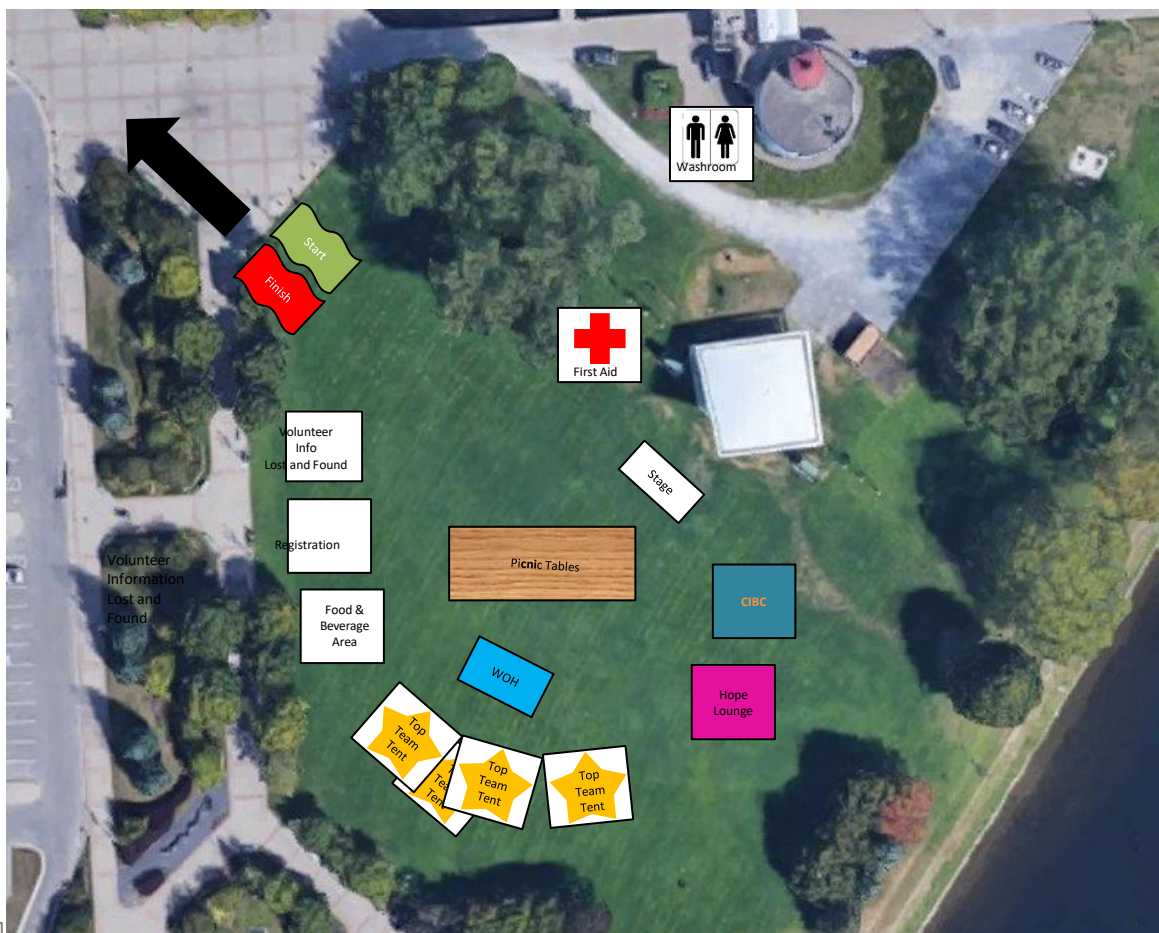 Washroom
Start
Finish
First Aid
Volunteer
Info
Lost and Found
Stage
Registration
Picnic Tables
Volunteer
Information
Lost and
Found
CIBC
Food &
Beverage
Area
WOH
Hope
Lounge
Top
Team
Tent
Top
Team
Tent
Top
Team
Tent